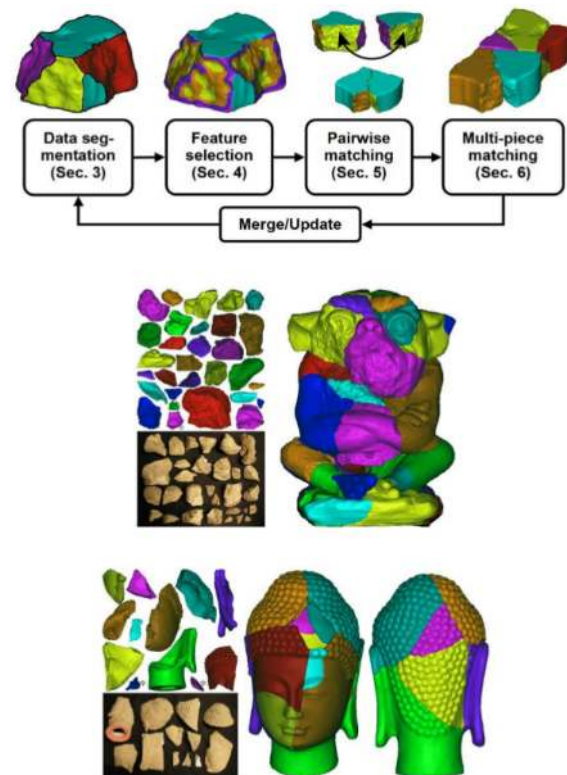 Data seg-
mentation
(Sec. 3)
Feature
selection
(Sec. 4)
Pairwise
matching
(Sec. 5)
Multi-piece
matching
(Sec. 6)
Merge/Update